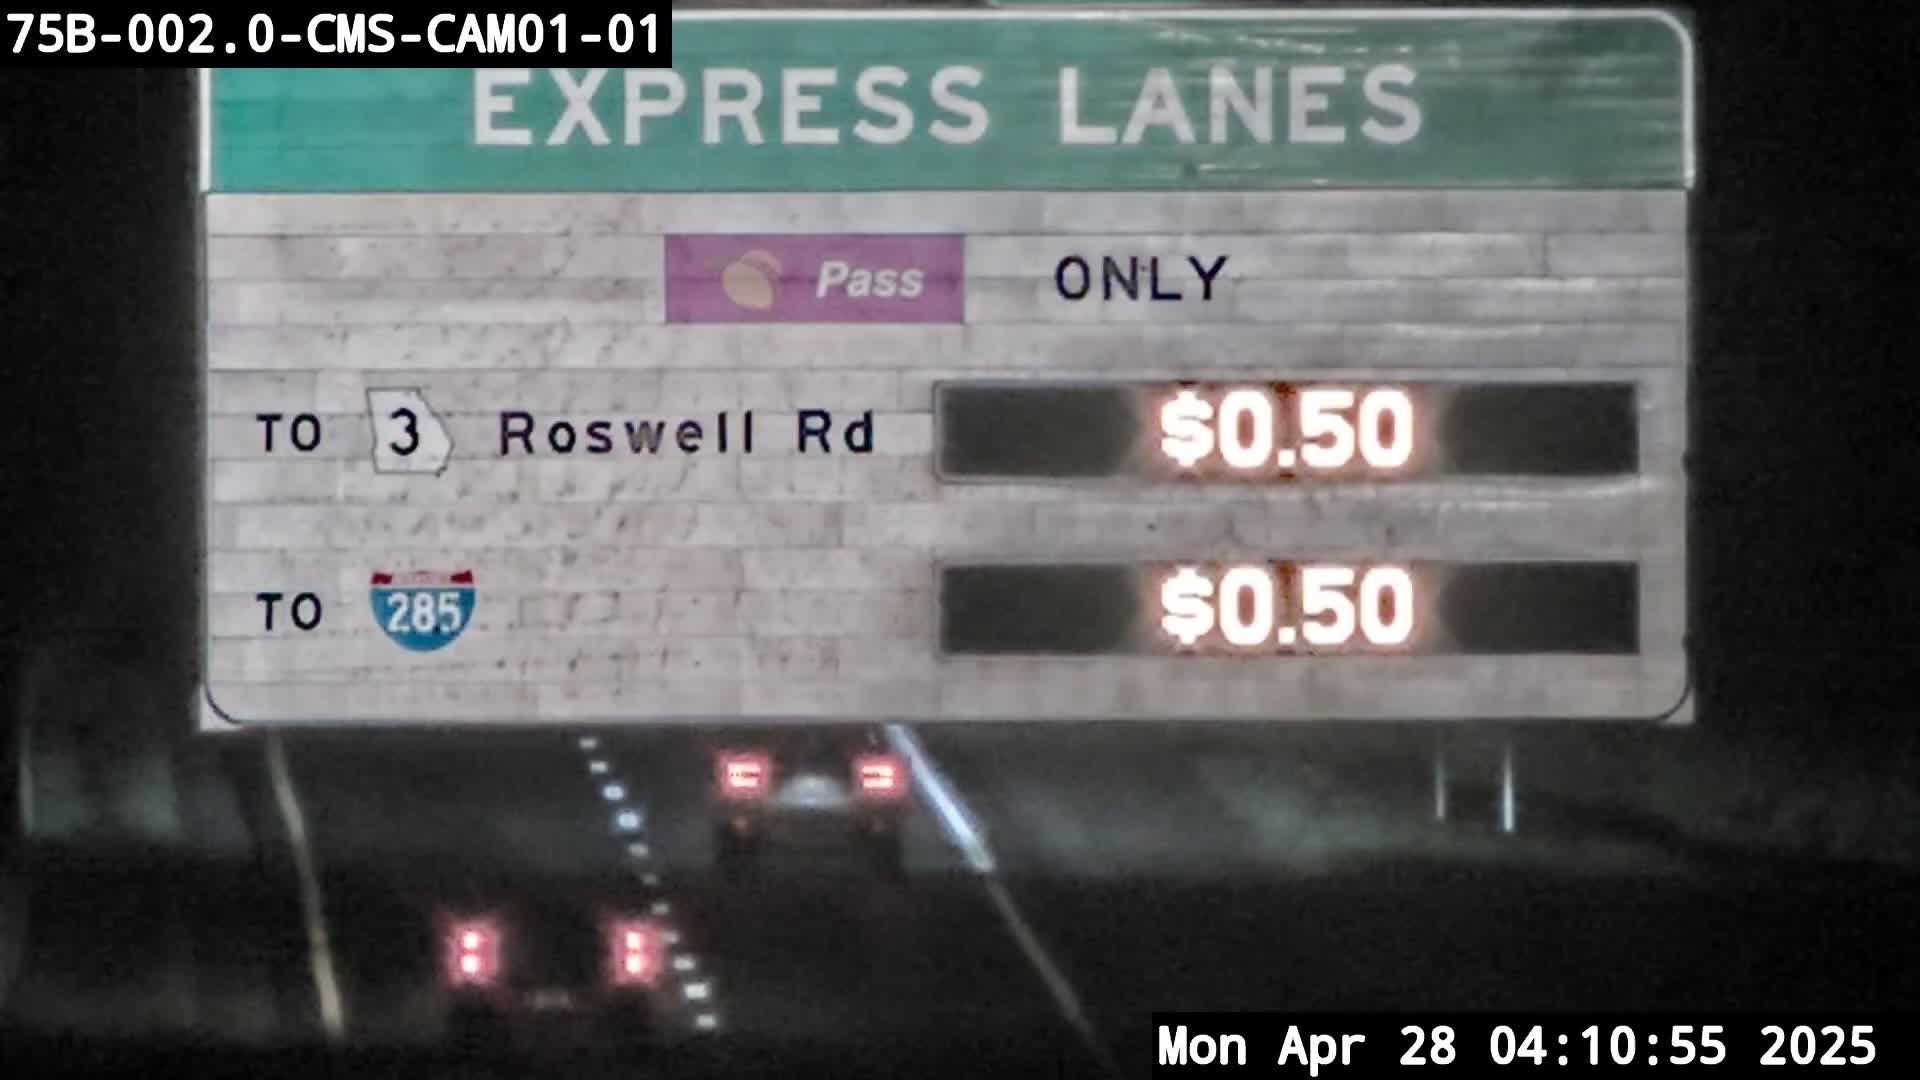 75B-002.0-CMS-CAM01-01
EXPRESS LANES
Pass ONLY
TO 3 Roswell Rd $0.50
TO 285 $0.50
Mon Apr 28 04:10:55 2025